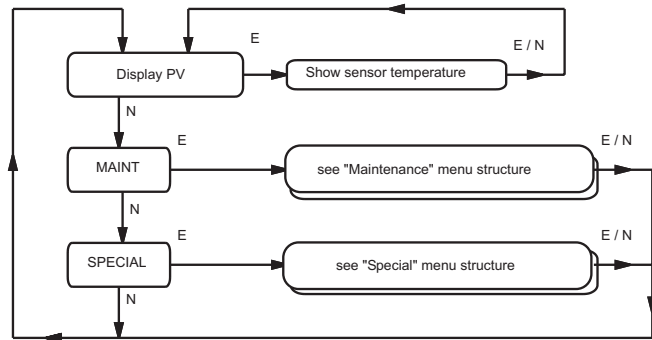 E
E / N
Display PV
Show sensor temperature
N
E
E / N
MAINT
see "Maintenance" menu structure
N
E
E / N
SPECIAL
see "Special" menu structure
N